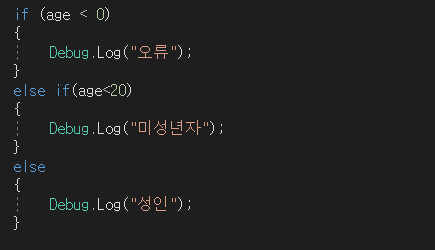 if (age < 0)
{
    Debug.Log("오류");
}
else if(age<20)
{
    Debug.Log("미성년자");
}
else
{
    Debug.Log("성인");
}